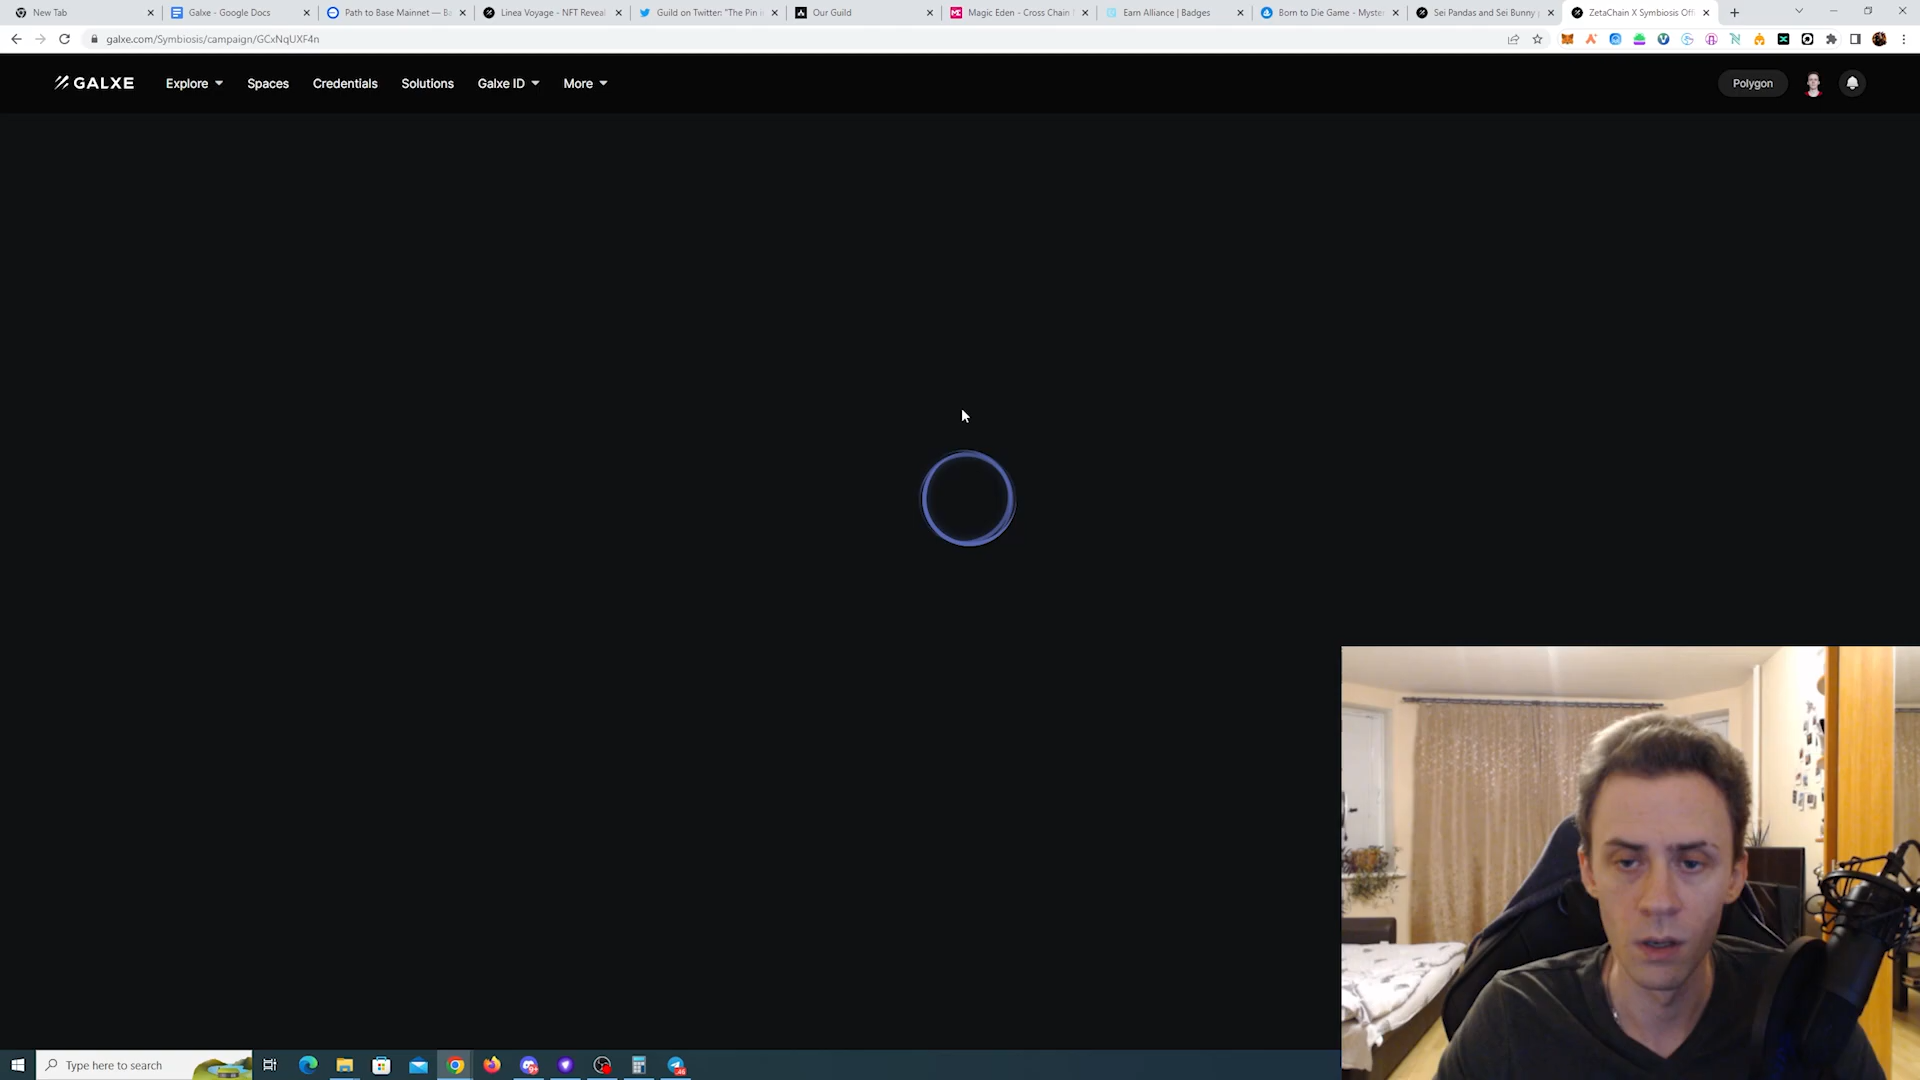 New Tab
Galxe - Google Docs
Path to Base Mainnet — Ba
Linea Voyage - NFT Reveal
Guild on Twitter: "The Pin i
Our Guild
Magic Eden - Cross Chain
Earn Alliance | Badges
Born to Die Game - Myste
Sei Pandas and Sei Bunny
ZetaChain X Symbiosis Off
galxe.com/Symbiosis/campaign/GCxNqUXF4n
GALXE
Explore
Spaces
Credentials
Solutions
Galxe ID
More
Polygon
Type here to search